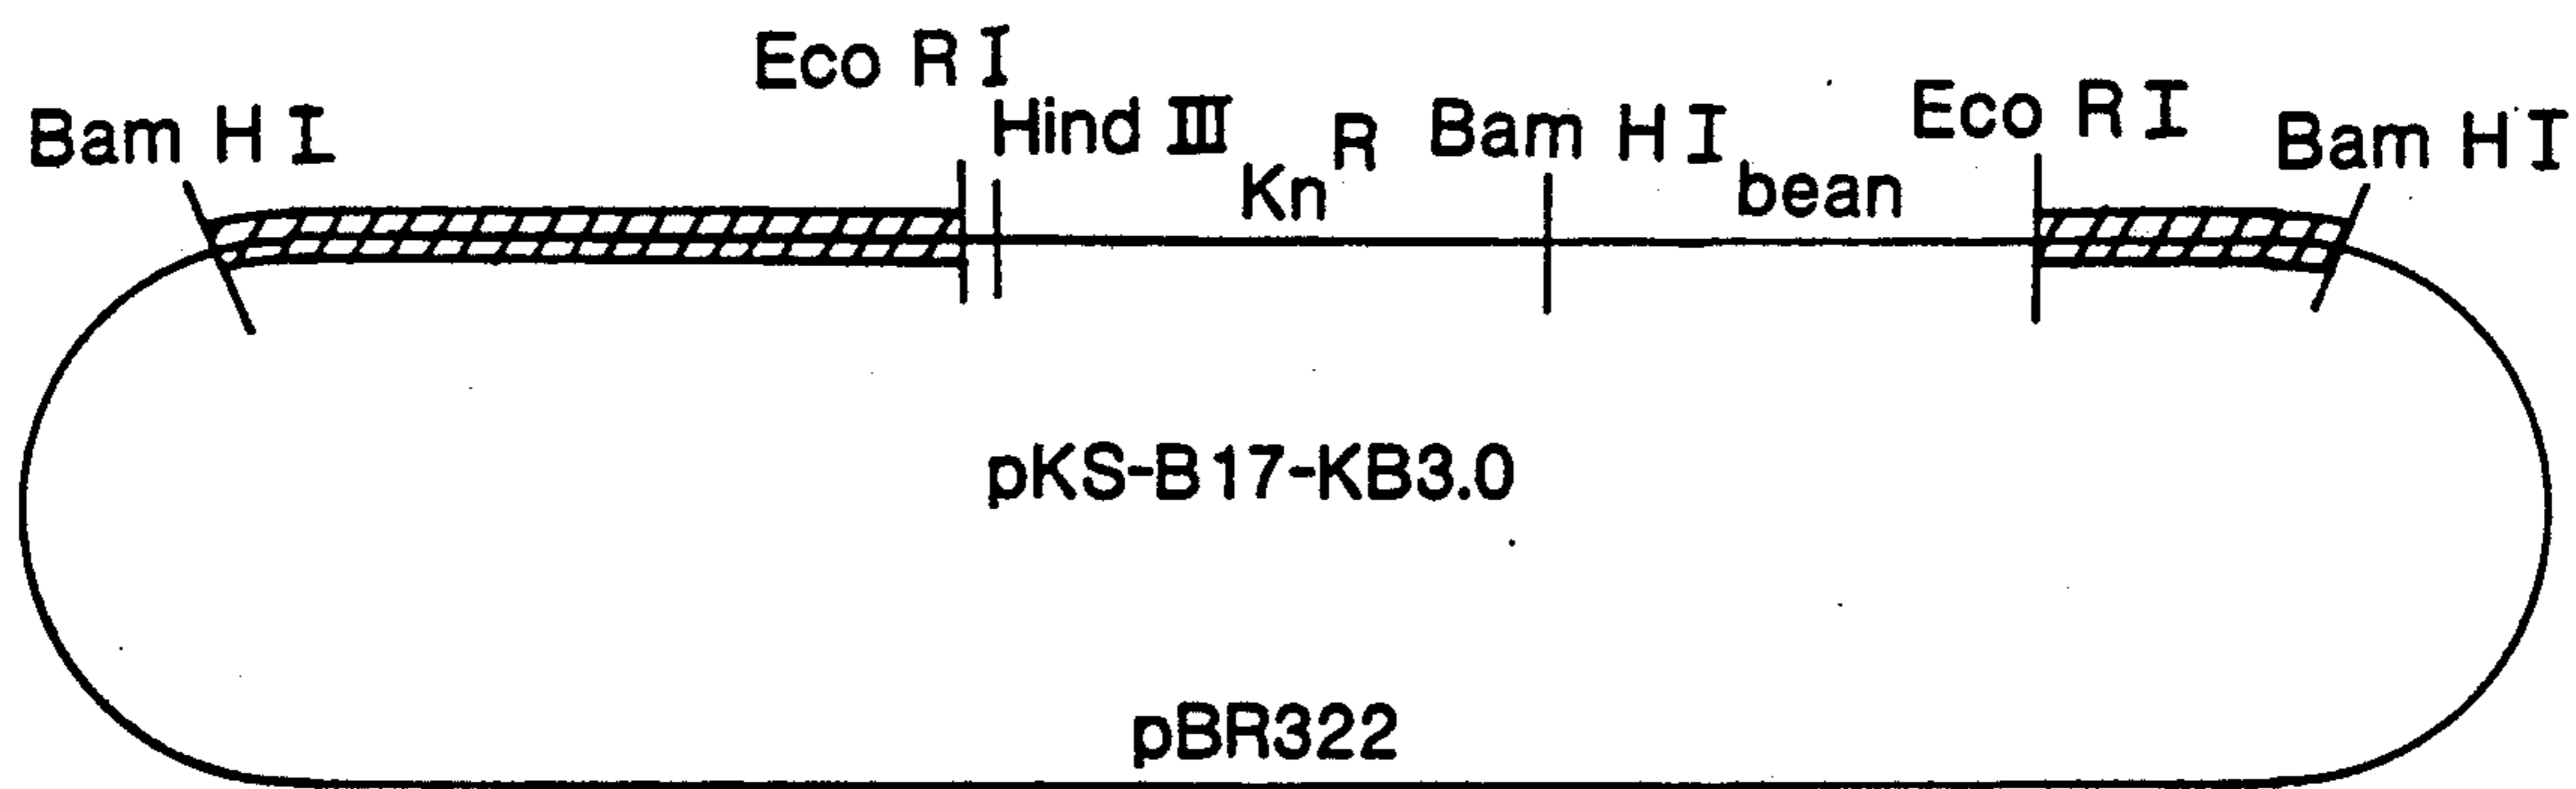 Bam H I
Eco R I
Hind III
Kn^R
Bam H I
bean
Eco R I
Bam H I
pKS-B17-KB3.0
pBR322